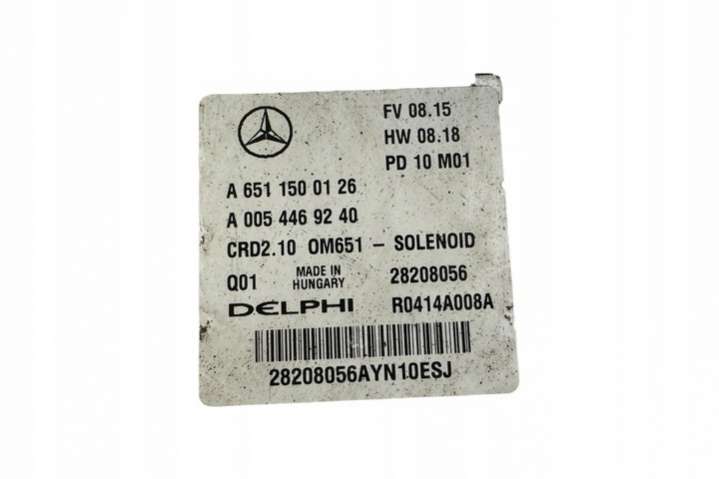 FV 08.15
HW 08.18
PD 10 M01
A 651 150 01 26
A 005 446 92 40
CRD2.10 OM651 – SOLENOID
Q01 MADE IN HUNGARY 28208056
DELPHI R0414A008A
28208056AYN10ESJ